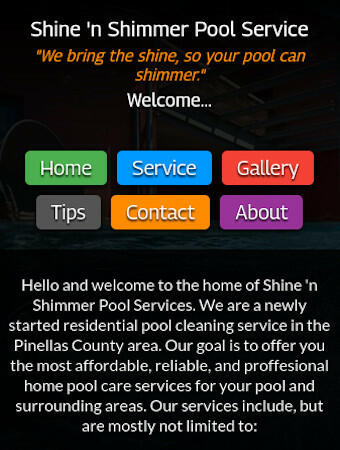 Shine 'n Shimmer Pool Service
"We bring the shine, so your pool can
shimmer."
Welcome...
Home Service Gallery
Tips Contact About
Hello and welcome to the home of Shine 'n
Shimmer Pool Services. We are a newly
started residential pool cleaning service in the
Pinellas County area. Our goal is to offer you
the most affordable, reliable, and proffesional
home pool care services for your pool and
surrounding areas. Our services include, but
are mostly not limited to: